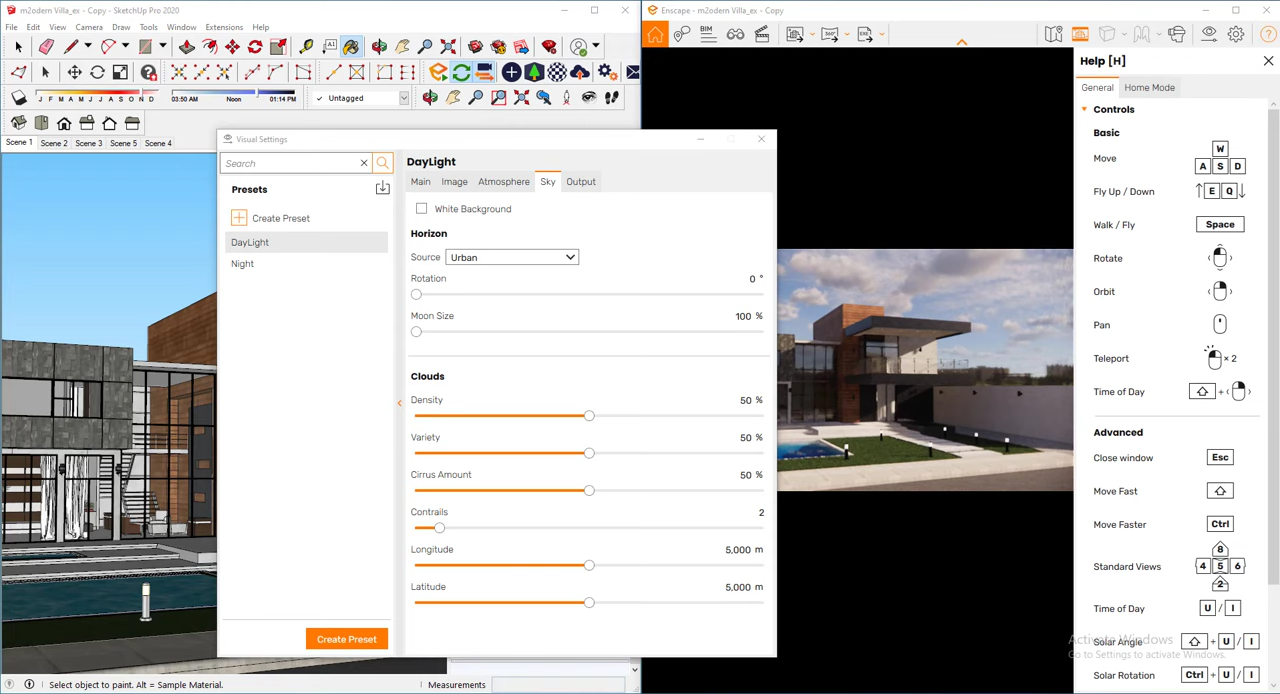 m2odern Villa_ex - Copy - SketchUp Pro 2020
File Edit View Camera Draw Tools Window Extensions Help
J F M A M J J A S O N D
03:50 AM Noon 01:14 PM
✓ Untagged
Scene 1 Scene 2 Scene 3 Scene 5 Scene 4
Visual Settings
Search
Presets
Create Preset
DayLight
Night
Create Preset
DayLight
Main Image Atmosphere Sky Output
White Background
Horizon
Source Urban
Rotation 0 °
Moon Size 100 %
Clouds
Density 50 %
Variety 50 %
Cirrus Amount 50 %
Contrails 2
Longitude 5,000 m
Latitude 5,000 m
Select object to paint. Alt = Sample Material.
Measurements
Enscape - m2odern Villa_ex - Copy
BIM
360°
EXE
Help [H]
General Home Mode
Controls
Basic
Move W A S D
Fly Up / Down E Q
Walk / Fly Space
Rotate
Orbit
Pan
Teleport × 2
Time of Day +
Advanced
Close window Esc
Move Fast
Move Faster Ctrl
Standard Views 8 4 5 6 2
Time of Day U / I
Activate Windows
Go to Settings to activate Windows.
Solar Angle + U / I
Solar Rotation Ctrl + U / I